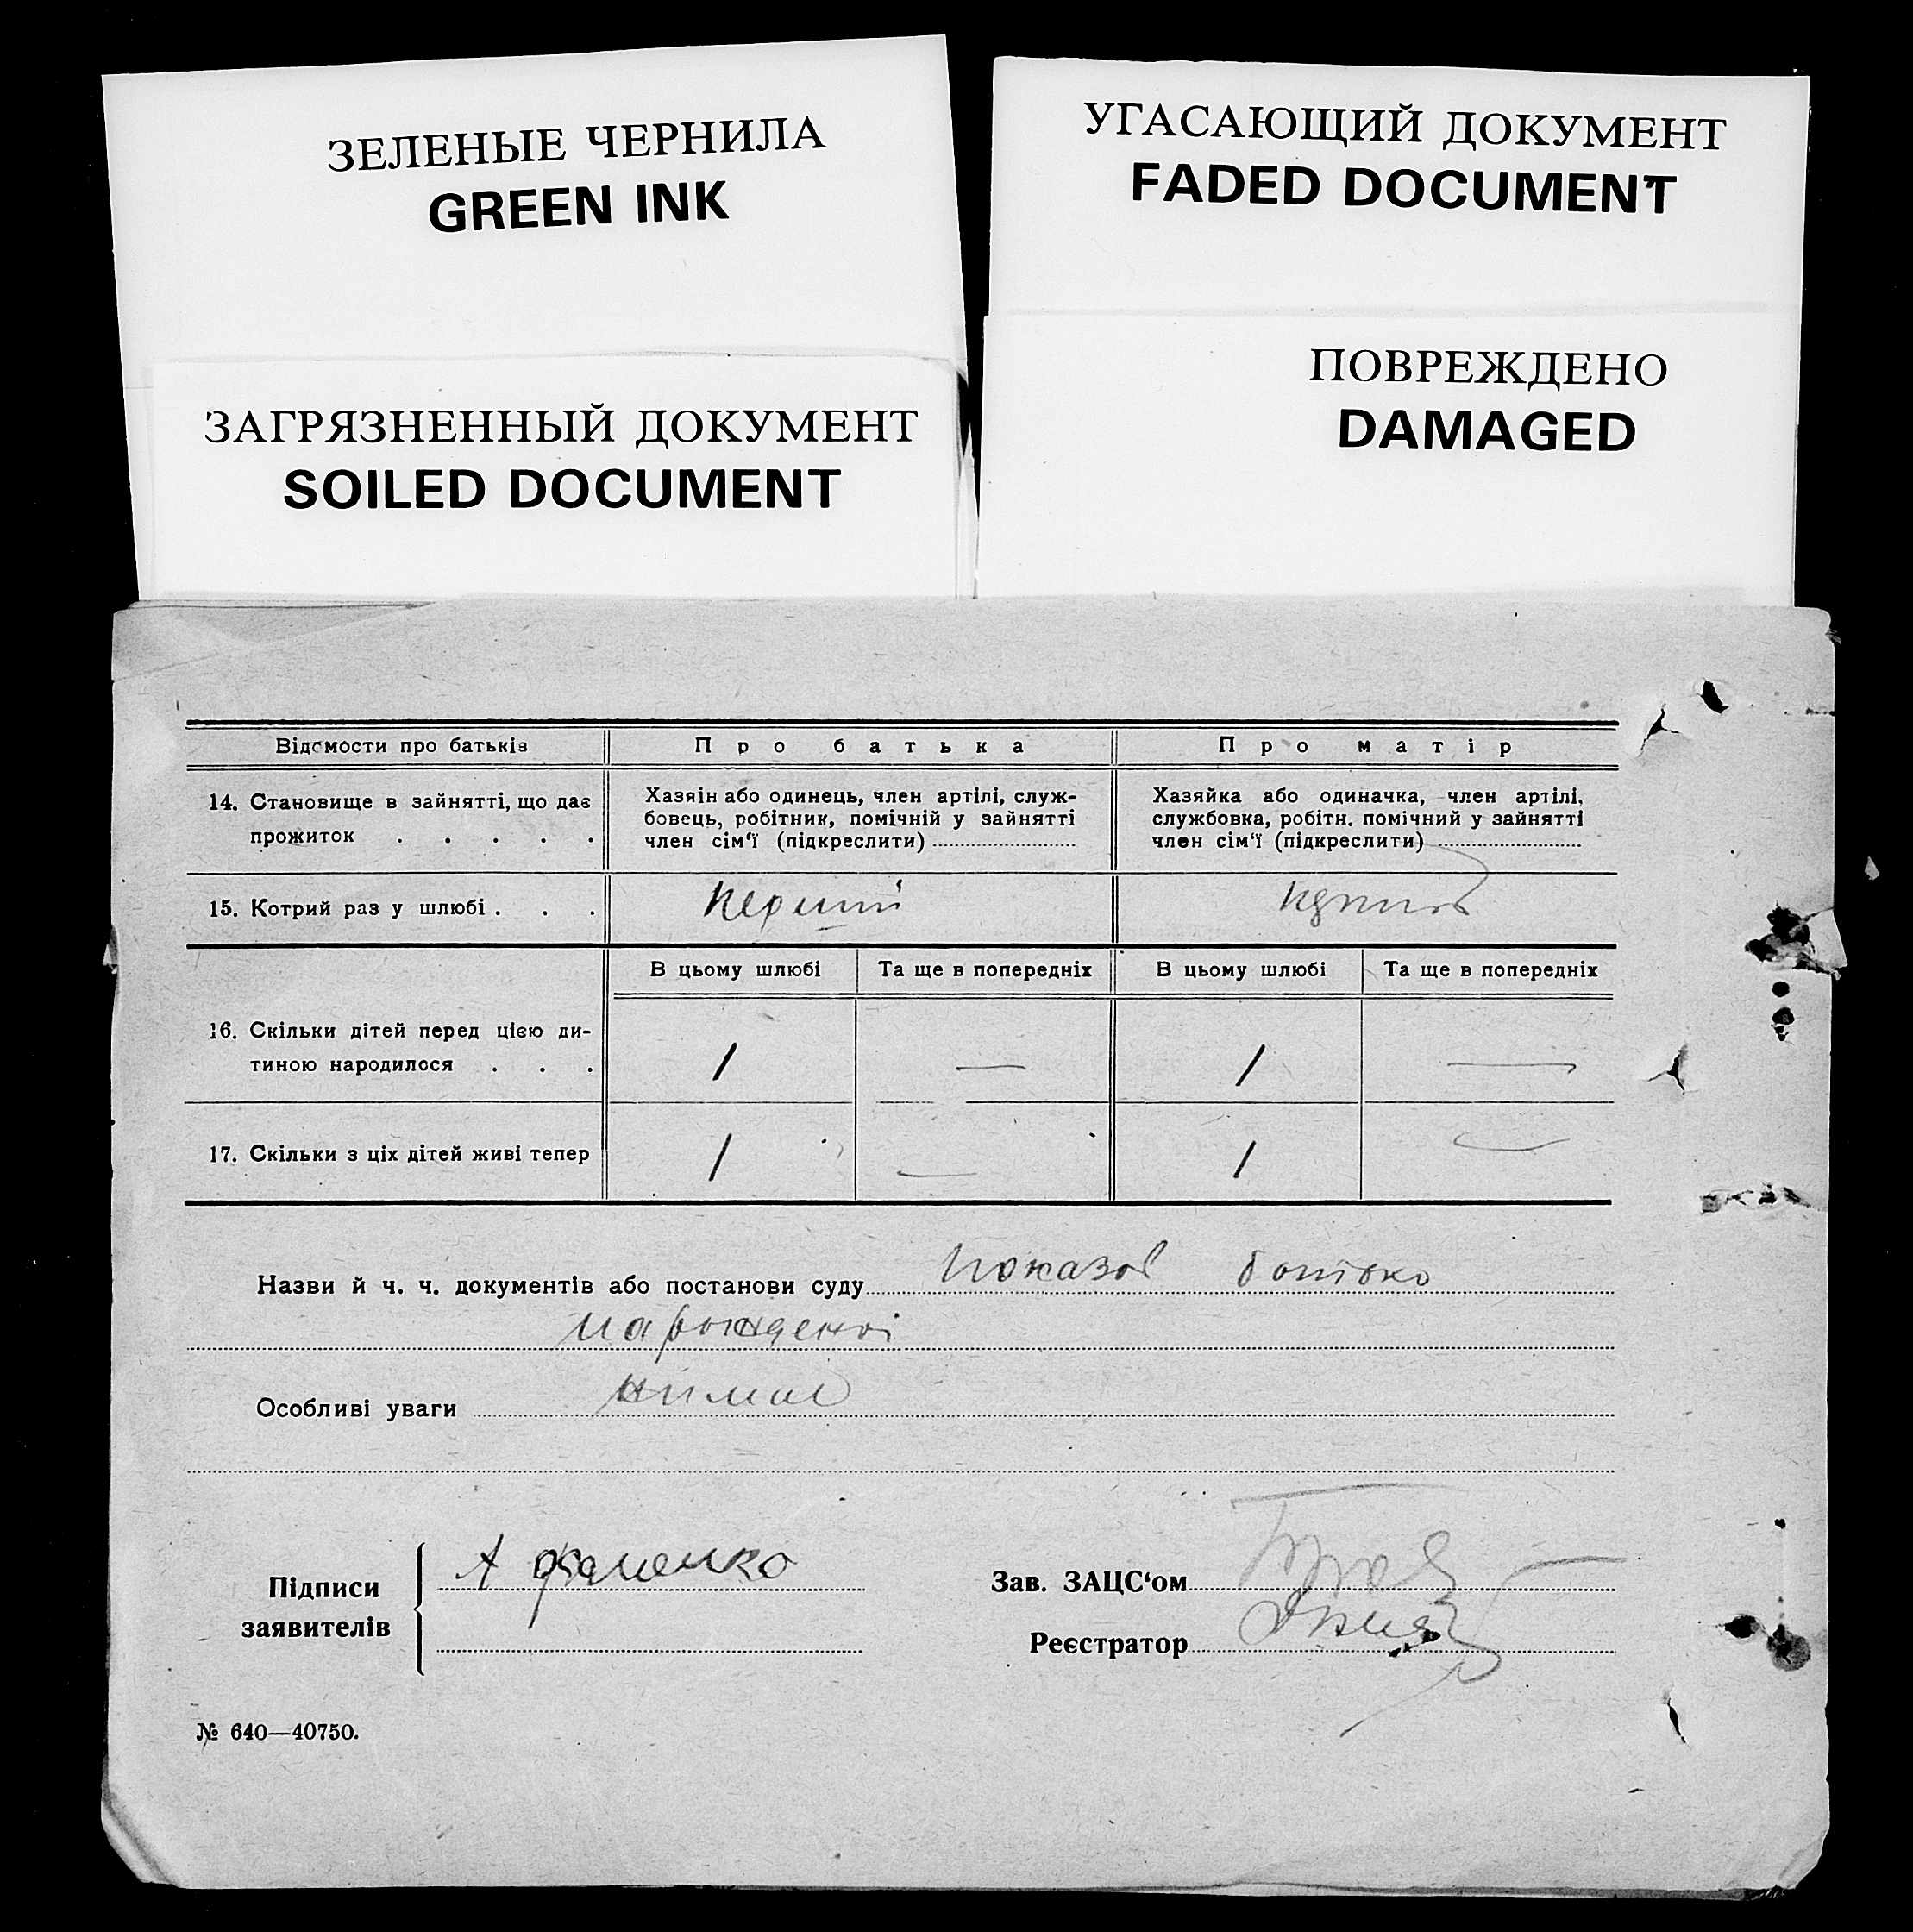 ЗЕЛЕНЫЕ ЧЕРНИЛА
GREEN INK
УГАСАЮЩИЙ ДОКУМЕНТ
FADED DOCUMENT
ЗАГРЯЗНЕННЫЙ ДОКУМЕНТ
SOILED DOCUMENT
ПОВРЕЖДЕНО
DAMAGED
Відомости про батьків
Про батька
Про матір
14. Становище в зайнятті, що дає
прожиток . . . . .
Хазяін або одинець, член артілі, служ-
бовець, робітник, помічній у зайнятті
член сім‘ї (підкреслити)
Хазяйка або одиначка, член артілі,
службовка, робітн. помічний у зайнятті
член сім‘ї (підкреслити)
15. Котрий раз у шлюбі . . .
перший
В цьому шлюбі
Та ще в попередніх
В цьому шлюбі
Та ще в попередніх
16. Скільки дітей перед цією ди-
тиною народилося . . .
1 — 1 —
17. Скільки з ціх дітей живі тепер
1 — 1 —
Назви й ч. ч. документів або постанови суду показав батько
Особливі уваги
Підписи
заявителів
Зав. ЗАЦС‘ом
Реєстратор
№ 640—40750.